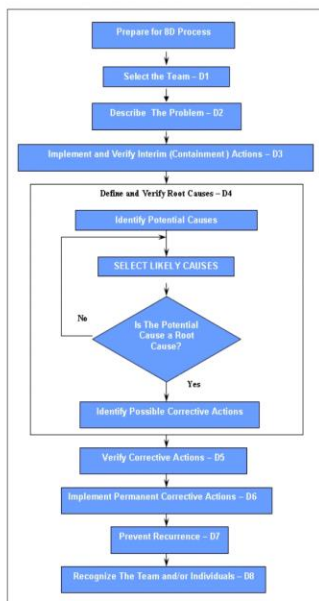 Prepare for 8D Process
Select the Team – D1
Describe The Problem – D2
Implement and Verify Interim (Containment) Actions – D3
Define and Verify Root Causes – D4
Identify Potential Causes
SELECT LIKELY CAUSES
No
Is The Potential
Cause a Root
Cause?
Yes
Identify Possible Corrective Actions
Verify Corrective Actions – D5
Implement Permanent Corrective Actions – D6
Prevent Recurrence – D7
Recognize The Team and/or Individuals – D8